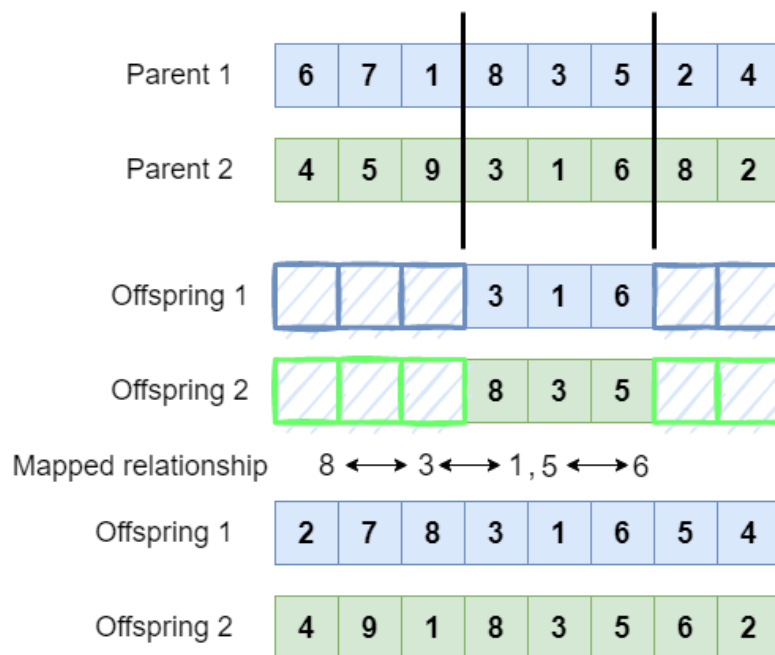 Parent 1 6 7 1 8 3 5 2 4
Parent 2 4 5 9 3 1 6 8 2
Offspring 1 3 1 6
Offspring 2 8 3 5
Mapped relationship 8 ⟷ 3 ⟷ 1 , 5 ⟷ 6
Offspring 1 2 7 8 3 1 6 5 4
Offspring 2 4 9 1 8 3 5 6 2